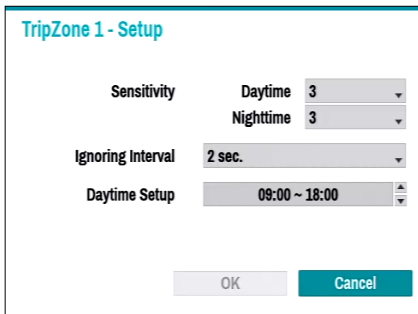 TripZone 1 - Setup
Sensitivity Daytime 3
Nighttime 3
Ignoring Interval 2 sec.
Daytime Setup 09:00 ~ 18:00
OK Cancel